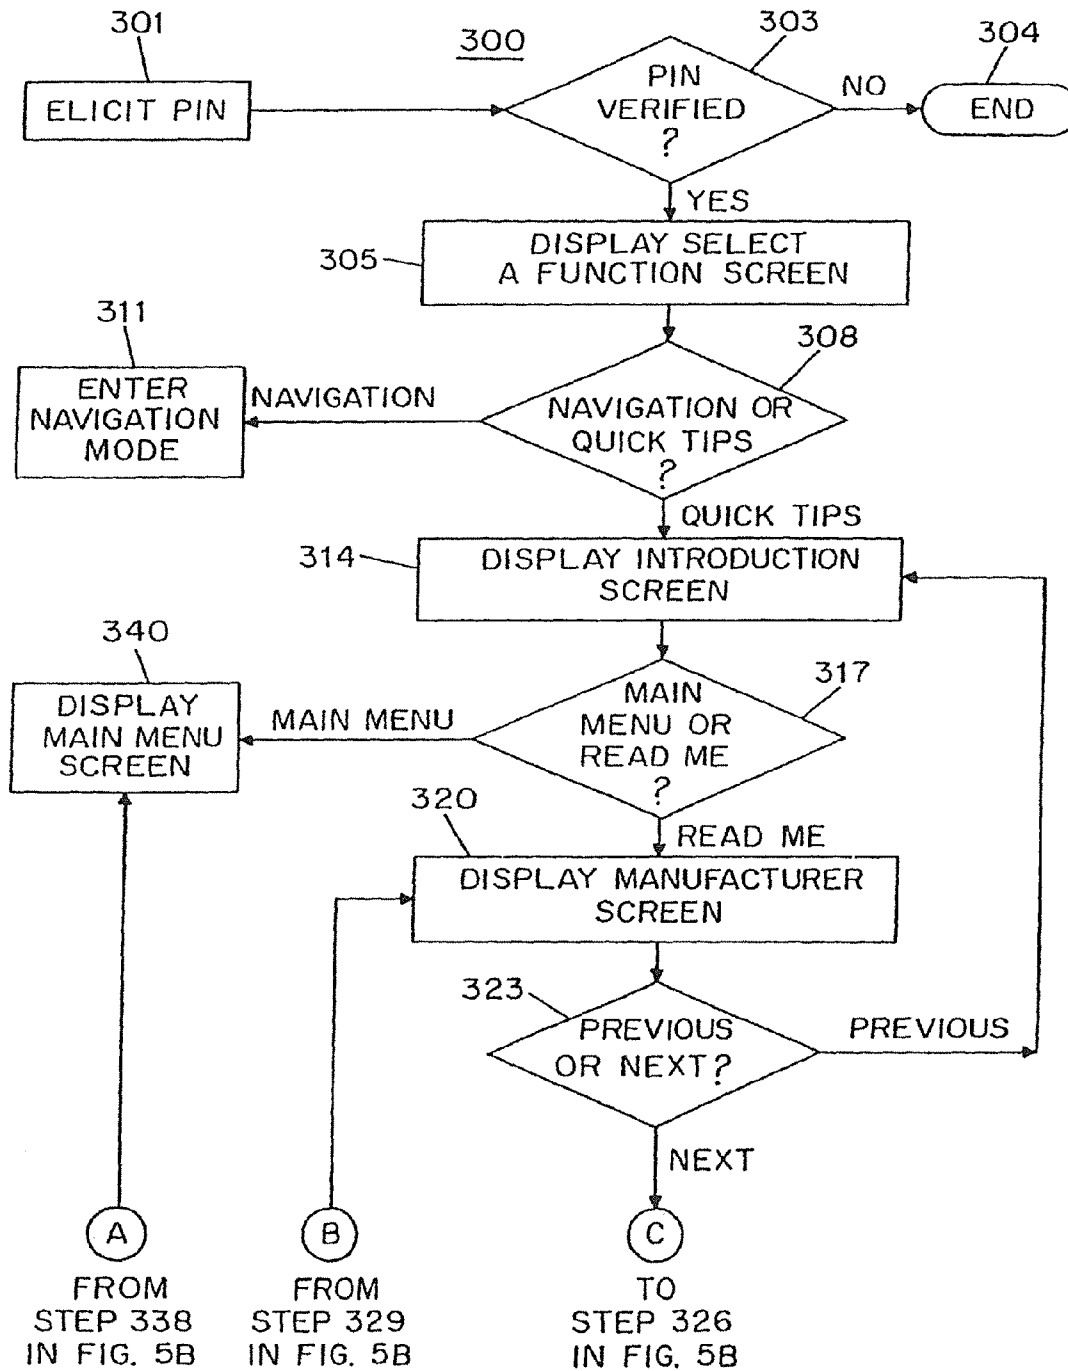 301
300
303
304
ELICIT PIN
PIN
VERIFIED
?
NO
END
YES
305
DISPLAY SELECT
A FUNCTION SCREEN
311
308
ENTER
NAVIGATION
MODE
NAVIGATION
NAVIGATION OR
QUICK TIPS
?
QUICK TIPS
314
DISPLAY INTRODUCTION
SCREEN
340
317
DISPLAY
MAIN MENU
SCREEN
MAIN MENU
MAIN
MENU OR
READ ME
?
320
READ ME
DISPLAY MANUFACTURER
SCREEN
323
PREVIOUS
OR NEXT?
PREVIOUS
NEXT
A
FROM
STEP 338
IN FIG. 5B
B
FROM
STEP 329
IN FIG. 5B
C
TO
STEP 326
IN FIG. 5B